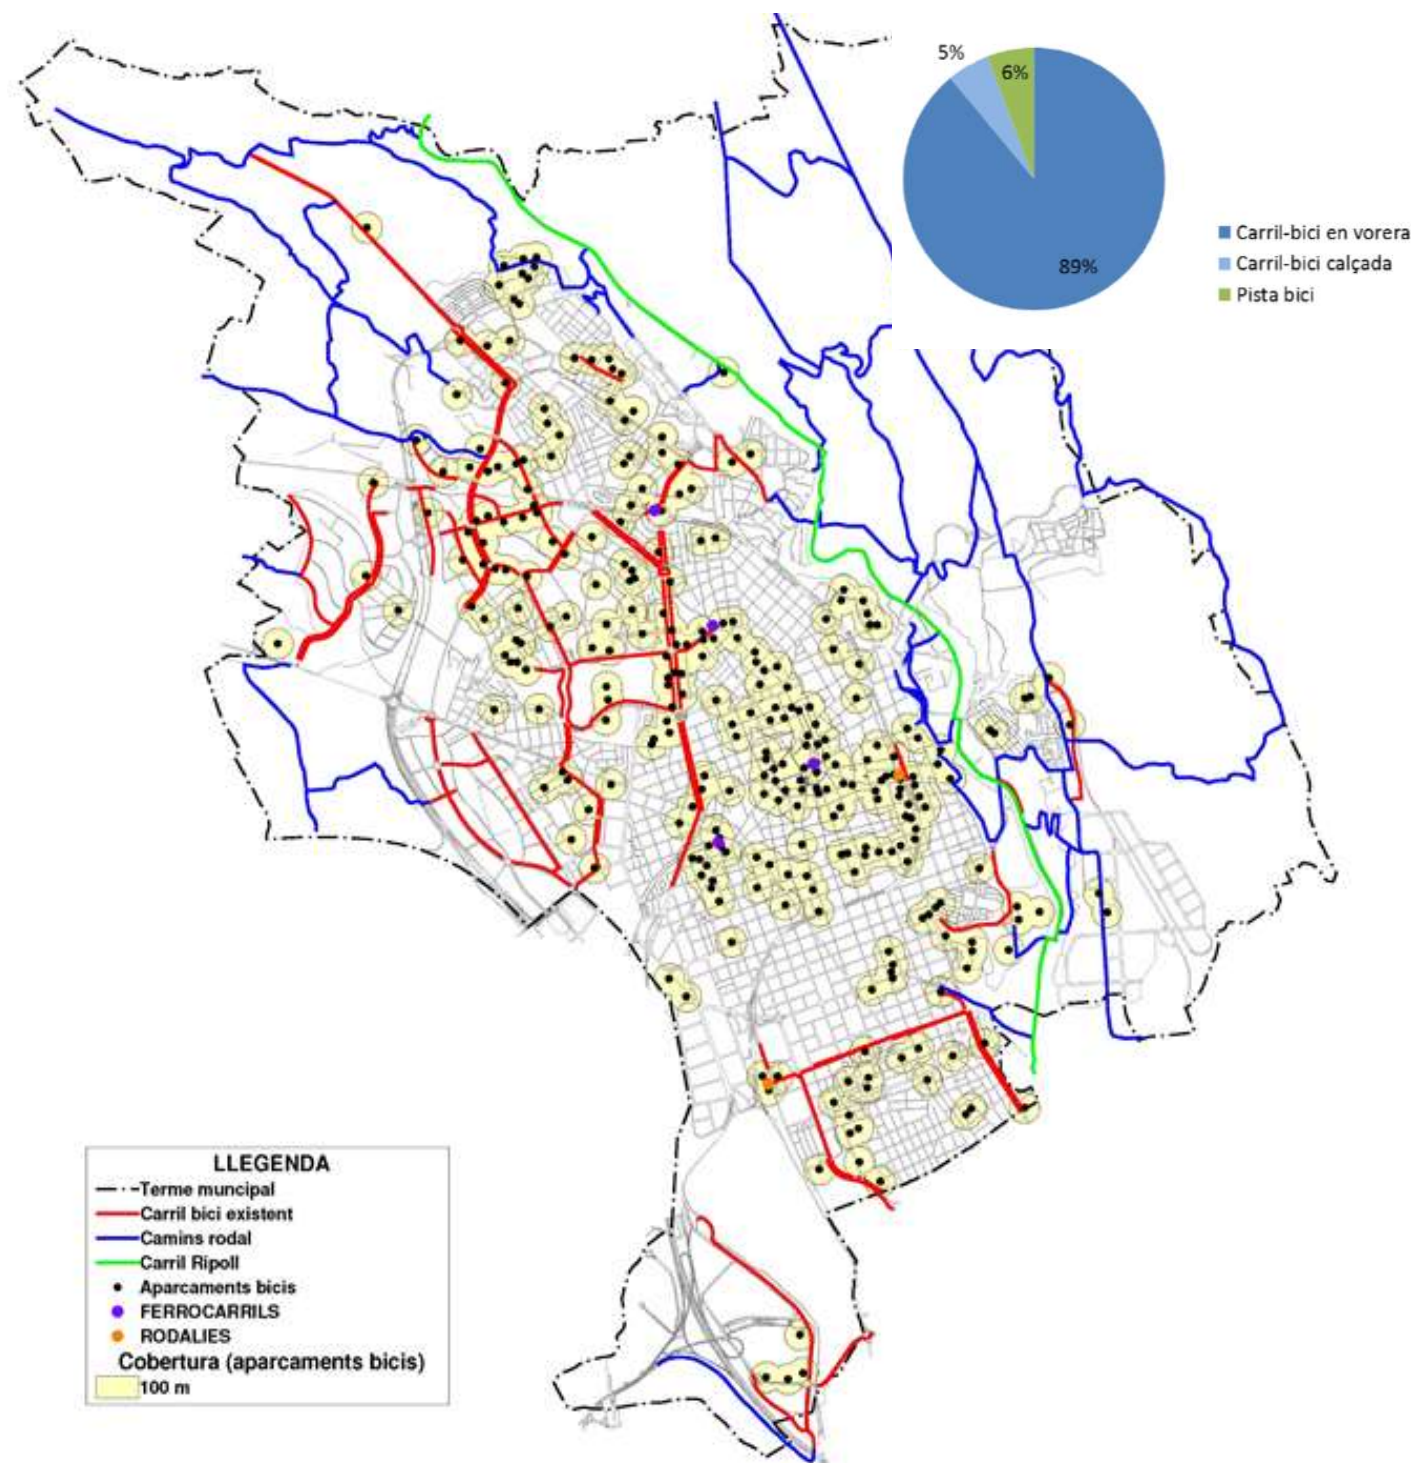 5%
6%
89%
Carril-bici en vorera
Carril-bici calçada
Pista bici
LLEGENDA
Terme muncipal
Carril bici existent
Camins rodal
Carril Ripoll
Aparcaments bicis
FERROCARRILS
RODALIES
Cobertura (aparcaments bicis)
100 m